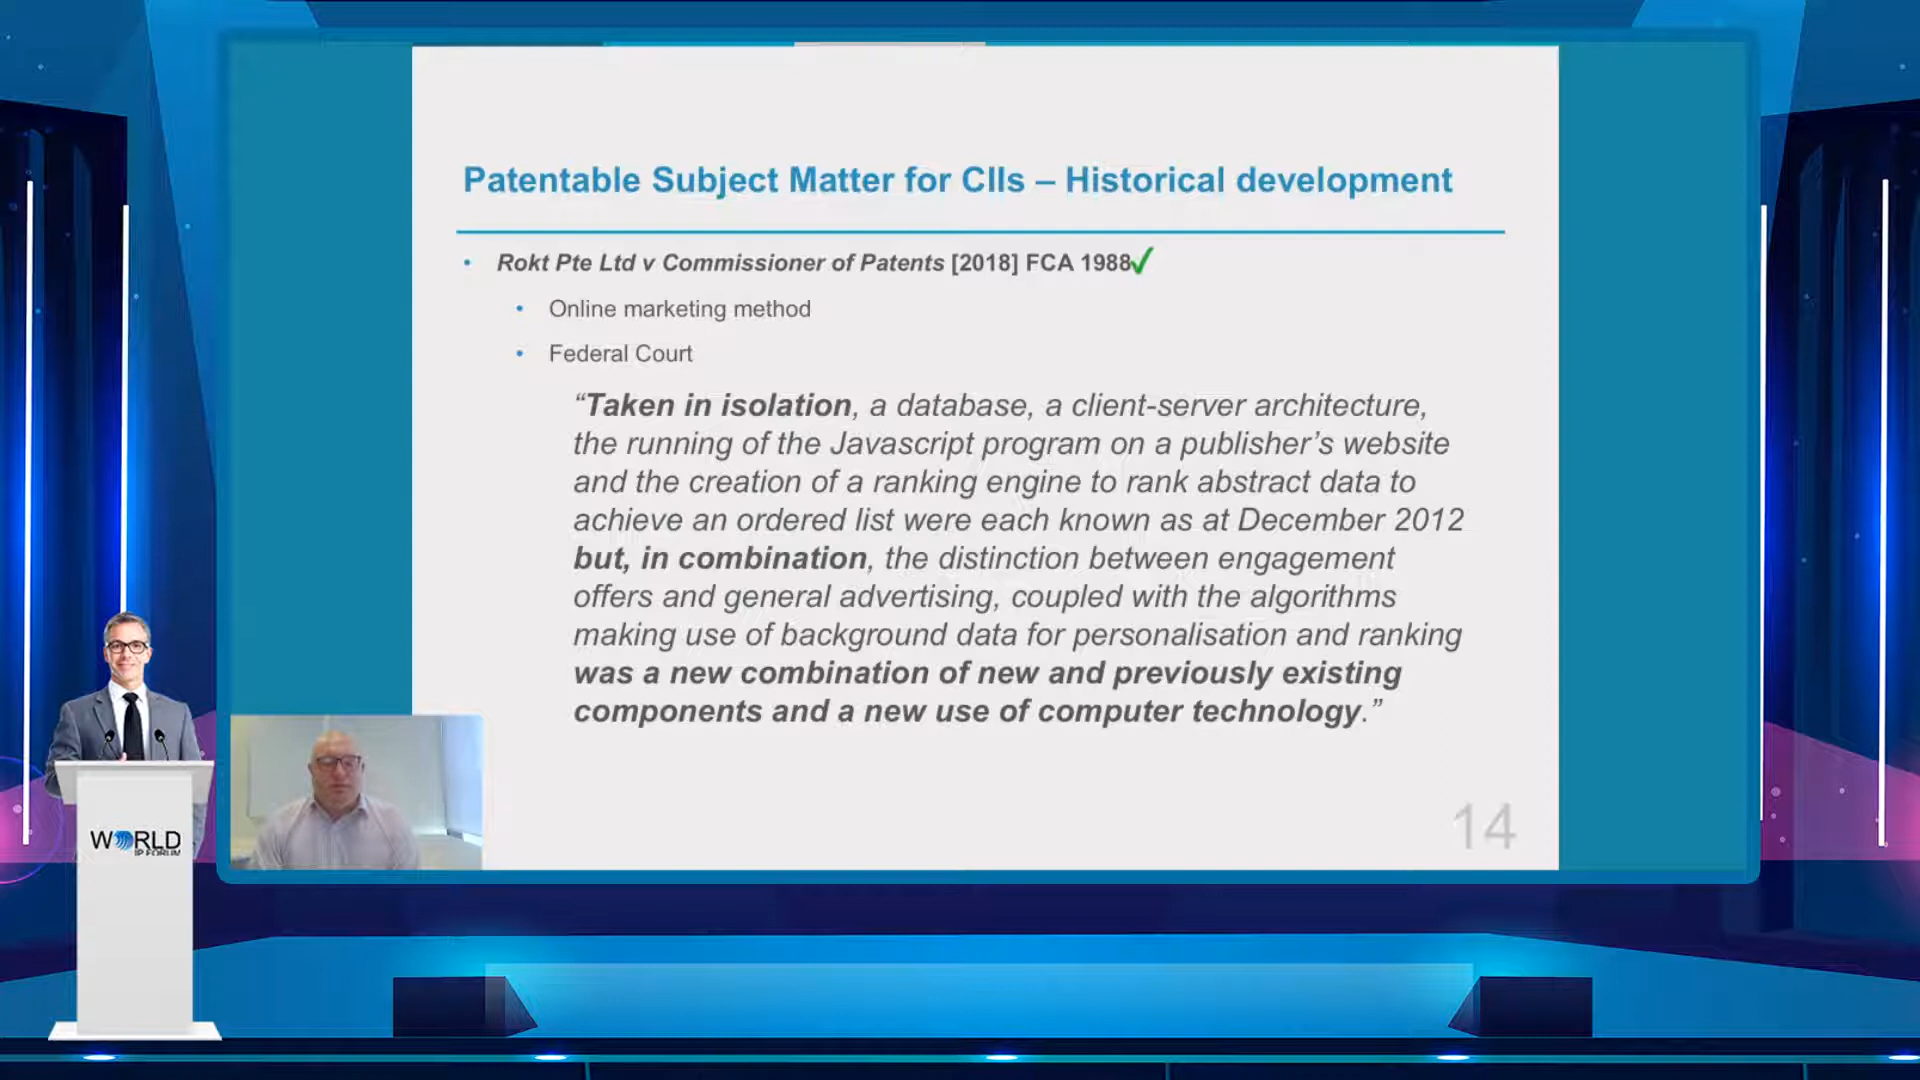 Patentable Subject Matter for CIIs – Historical development
• Rokt Pte Ltd v Commissioner of Patents [2018] FCA 1988✓
• Online marketing method
• Federal Court
“Taken in isolation, a database, a client-server architecture,
the running of the Javascript program on a publisher’s website
and the creation of a ranking engine to rank abstract data to
achieve an ordered list were each known as at December 2012
but, in combination, the distinction between engagement
offers and general advertising, coupled with the algorithms
making use of background data for personalisation and ranking
was a new combination of new and previously existing
components and a new use of computer technology.”
14
WORLD
IP FORUM